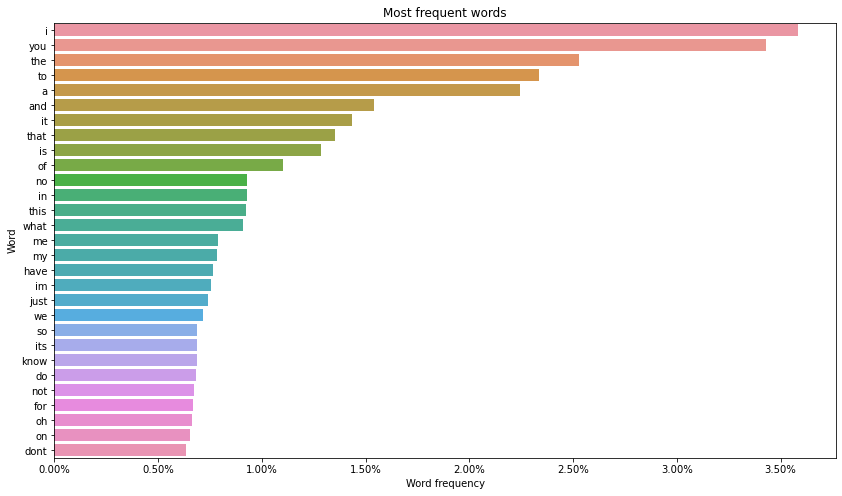 Most frequent words
i
you
the
to
a
and
it
that
is
of
no
in
this
what
me
my
have
im
just
we
so
its
know
do
not
for
oh
on
dont
Word
0.00% 0.50% 1.00% 1.50% 2.00% 2.50% 3.00% 3.50%
Word frequency